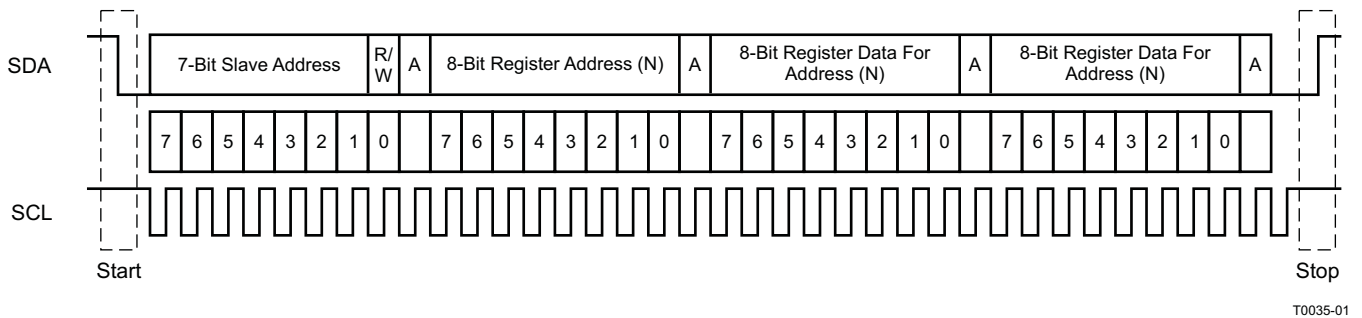 SDA
7-Bit Slave Address
R/
W
A
8-Bit Register Address (N)
A
8-Bit Register Data For
Address (N)
A
8-Bit Register Data For
Address (N)
A
7 6 5 4 3 2 1 0 7 6 5 4 3 2 1 0 7 6 5 4 3 2 1 0 7 6 5 4 3 2 1 0
SCL
Start
Stop
T0035-01